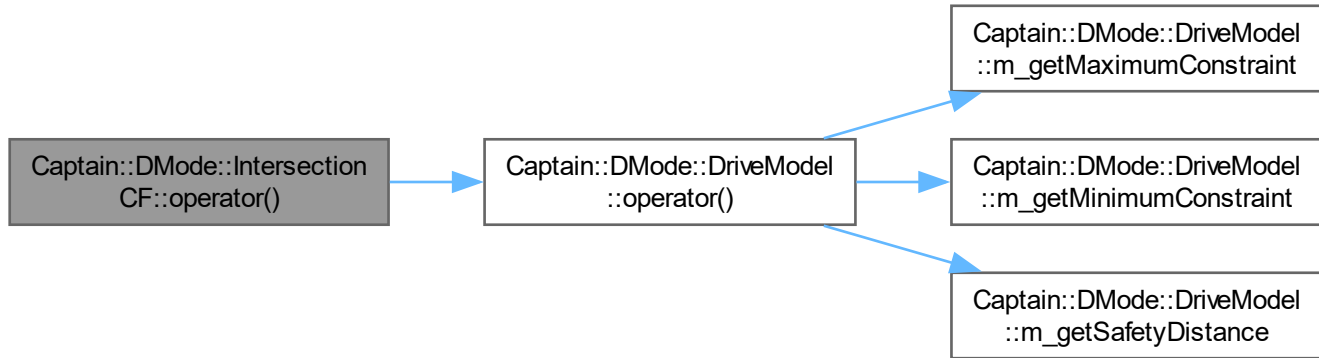 Captain::DMode::Intersection
CF::operator()
Captain::DMode::DriveModel
::operator()
Captain::DMode::DriveModel
::m_getMaximumConstraint
Captain::DMode::DriveModel
::m_getMinimumConstraint
Captain::DMode::DriveModel
::m_getSafetyDistance